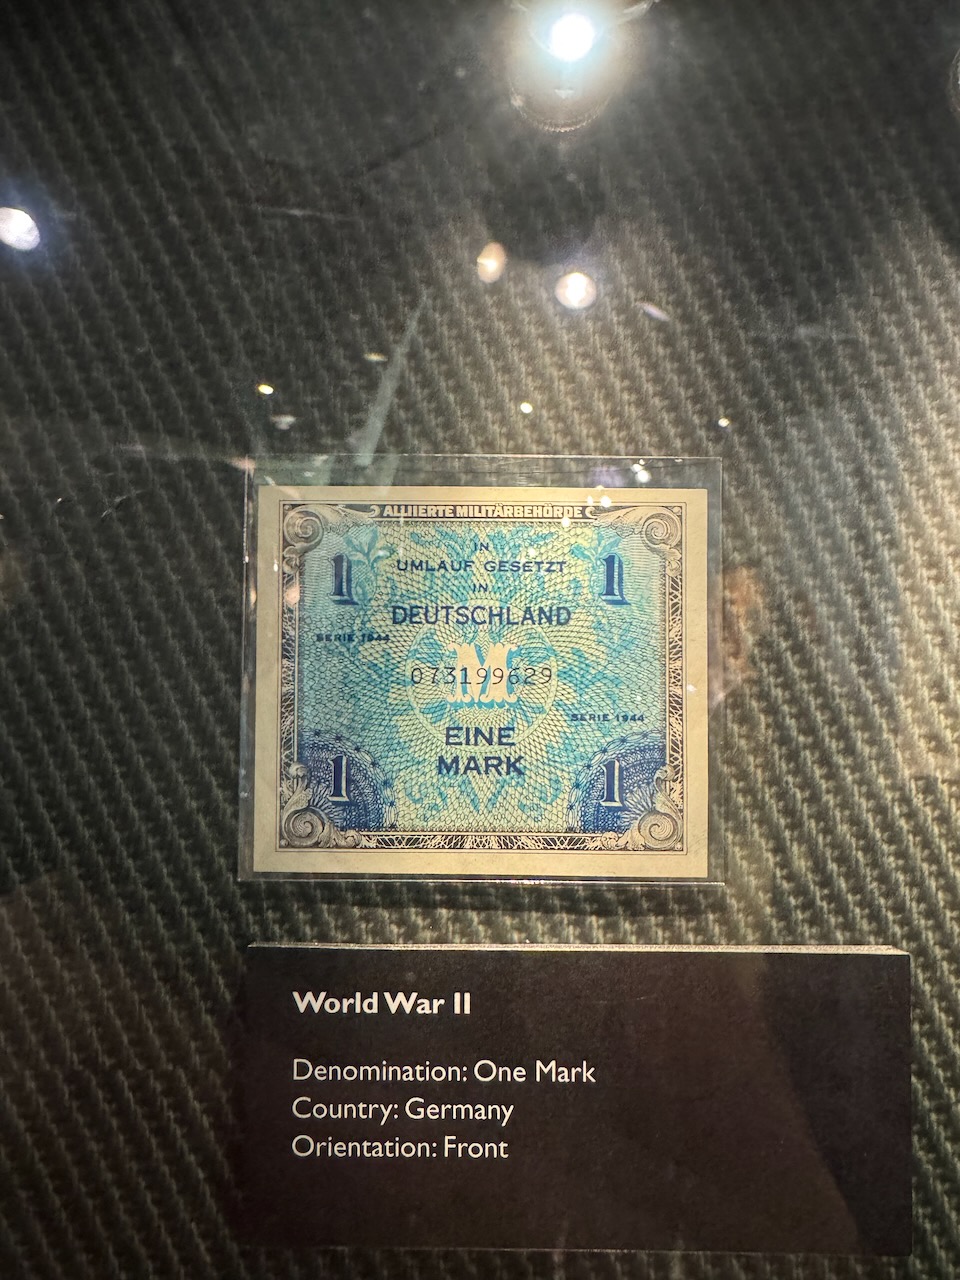 ALLIIERTE MILITÄRBEHÖRDE
IN
1 UMLAUF GESETZT 1
IN
DEUTSCHLAND
SERIE 1944
M
073199629
SERIE 1944
EINE
1 MARK 1
World War II
Denomination: One Mark
Country: Germany
Orientation: Front